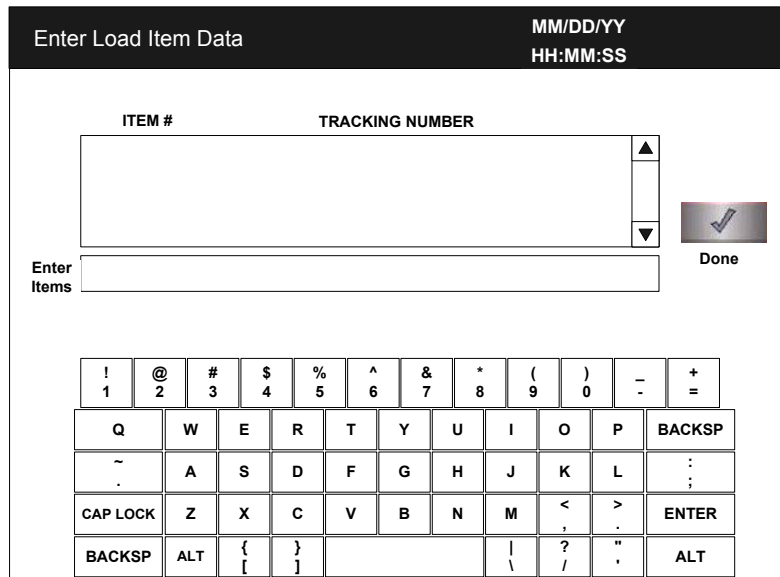 Enter Load Item Data
MM/DD/YY
HH:MM:SS
ITEM # TRACKING NUMBER
Done
Enter
Items
! @ # $ % ^ & * ( ) _ +
1 2 3 4 5 6 7 8 9 0 - =
Q W E R T Y U I O P BACKSP
~ :
. A S D F G H J K L ;
CAP LOCK Z X C V B N M < > ENTER
, .
BACKSP ALT { } | ? " ALT
[ ] \ / '